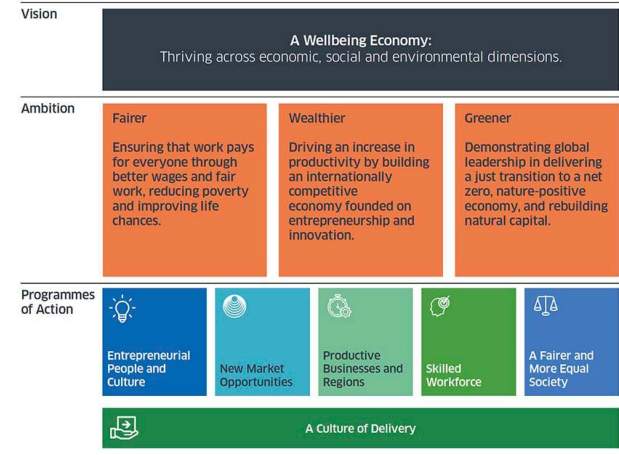 Vision
A Wellbeing Economy:
Thriving across economic, social and environmental dimensions.
Ambition
Fairer
Ensuring that work pays
for everyone through
better wages and fair
work, reducing poverty
and improving life
chances.
Wealthier
Driving an increase in
productivity by building
an internationally
competitive
economy founded on
entrepreneurship and
innovation.
Greener
Demonstrating global
leadership in delivering
a just transition to a net
zero, nature-positive
economy, and rebuilding
natural capital.
Programmes
of Action
Entrepreneurial
People and
Culture
New Market
Opportunities
Productive
Businesses and
Regions
Skilled
Workforce
A Fairer and
More Equal
Society
A Culture of Delivery